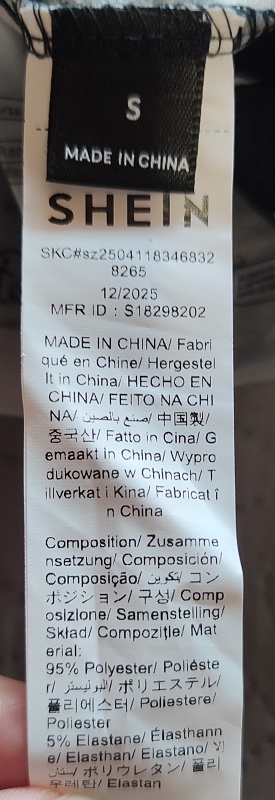 S
MADE IN CHINA
SHEIN
SKC#sz2504118346832
8265
12/2025
MFR ID : S18298202
MADE IN CHINA/ Fabri
qué en Chine/ Hergestel
lt in China/ HECHO EN
CHINA/ FEITO NA CHI
NA/ صنع بالصين/ 中国製/
중국산/ Fatto in Cina/ G
emaakt in China/ Wypro
dukowane w Chinach/ T
illverkat i Kina/ Fabricat î
n China
Composition/ Zusamme
nsetzung/ Composición/
Composição/ تكوين/ コン
ポジション/ 구성/ Comp
osizione/ Samenstelling/
Skład/ Compoziție/ Mat
erial:
95% Polyester/ Poliéste
r/ البوليستر/ ポリエステル/
폴리에스터/ Poliestere/
Poliester
5% Elastane/ Élasthann
e/ Elasthan/ Elastano/
ポリウレタン/ 폴리
우레탄/ Elastan